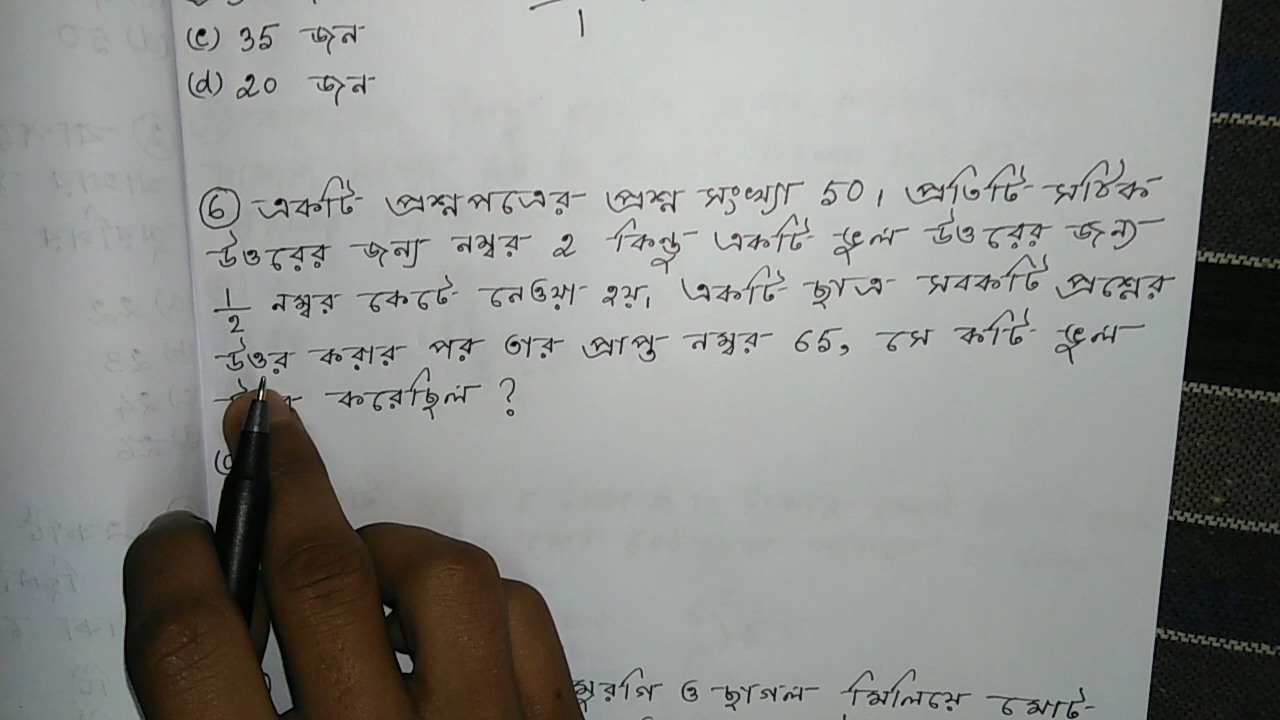 (c) 35 জন
(d) 20 জন
1
⑥ একটি প্রশ্নপত্রের প্রশ্ন সংখ্যা 50। প্রতিটি সঠিক
উত্তরের জন্য নম্বর 2 কিন্তু একটি ভুল উত্তরের জন্য
1/2 নম্বর কেটে নেওয়া হয়। একটি ছাত্র সবকটি প্রশ্নের
উত্তর করার পর তার প্রাপ্ত নম্বর 65, সে কটি ভুল
করেছিল ?
মুরগি ও ছাগল মিলিয়ে মোট